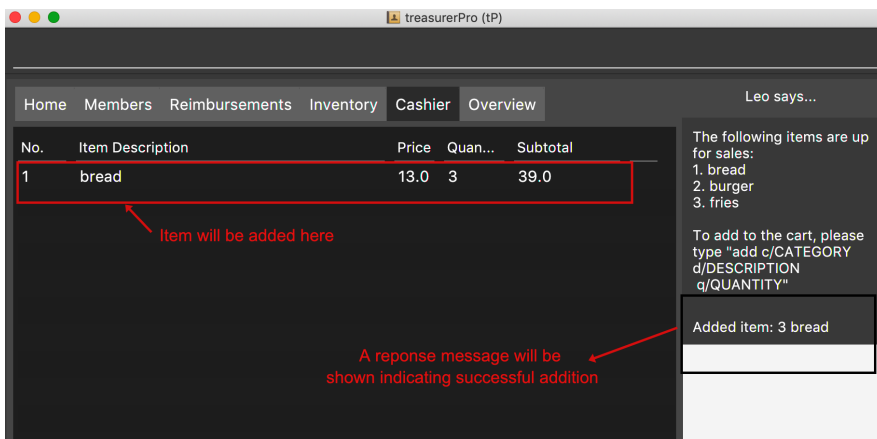 treasurerPro (tP)
Home Members Reimbursements Inventory Cashier Overview
No. Item Description Price Quan... Subtotal
1 bread 13.0 3 39.0
Item will be added here
A reponse message will be
shown indicating successful addition
Leo says...
The following items are up
for sales:
1. bread
2. burger
3. fries
To add to the cart, please
type "add c/CATEGORY
d/DESCRIPTION
q/QUANTITY"
Added item: 3 bread